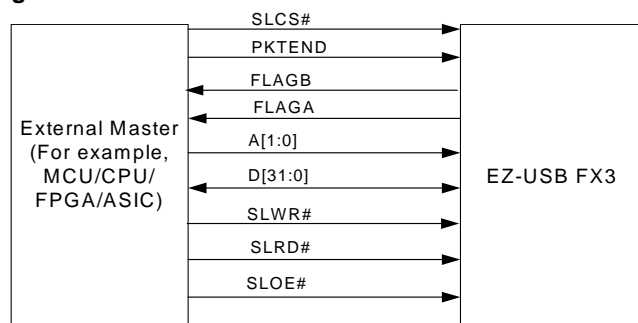 SLCS#
PKTEND
FLAGB
FLAGA
External Master
(For example,
MCU/CPU/
FPGA/ASIC)
A[1:0]
D[31:0]
EZ-USB FX3
SLWR#
SLRD#
SLOE#